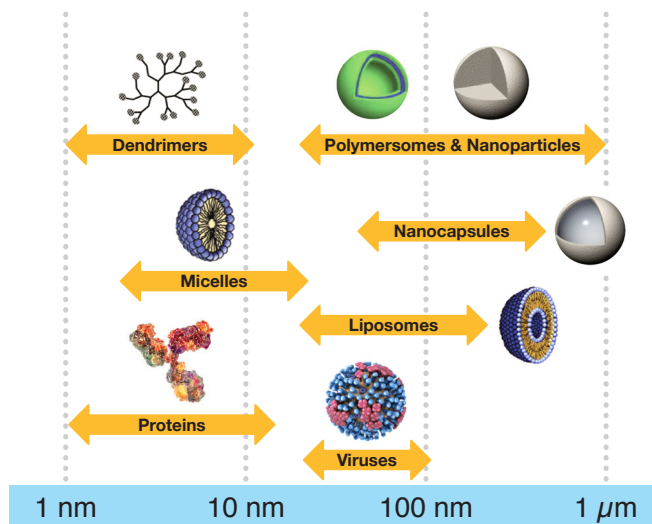 Dendrimers
Polymersomes & Nanoparticles
Nanocapsules
Micelles
Liposomes
Proteins
Viruses
1 nm
10 nm
100 nm
1 µm